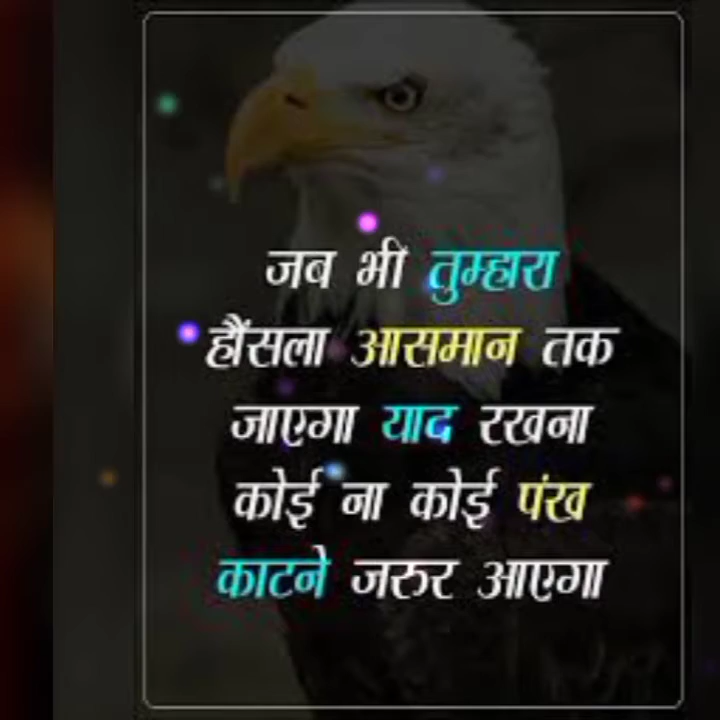 जब भी तुम्हारा
हौंसला आसमान तक
जाएगा याद रखना
कोई ना कोई पंख
काटने जरुर आएगा